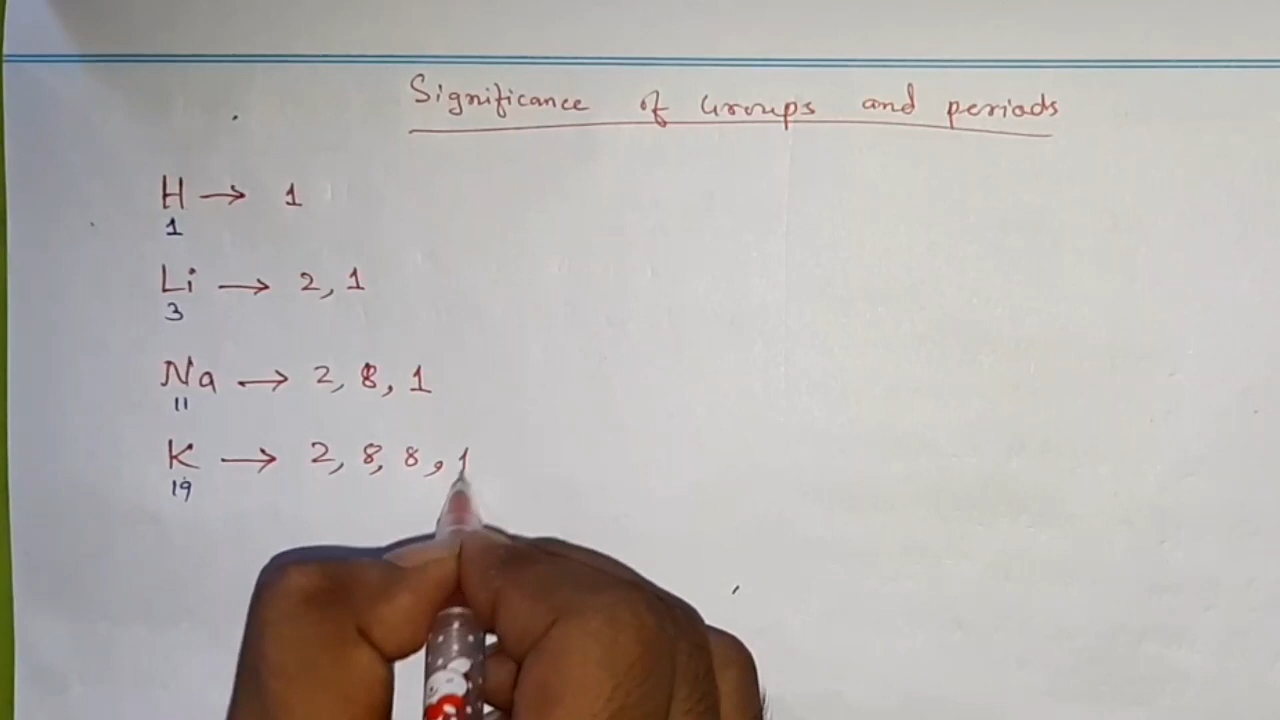 Significance of Groups and periods
H → 1
1
Li → 2, 1
3
Na → 2, 8, 1
11
K → 2, 8, 8, 1
19